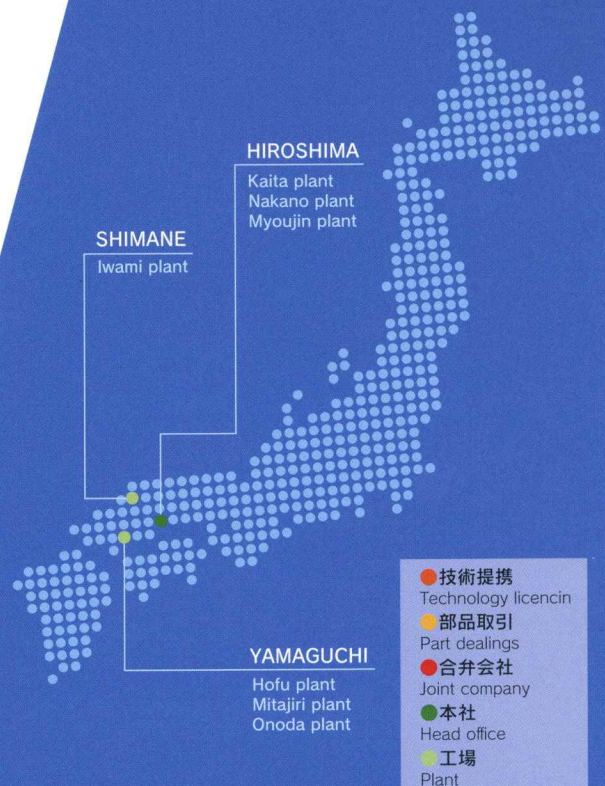 HIROSHIMA
Kaita plant
Nakano plant
Myoujin plant
SHIMANE
Iwami plant
YAMAGUCHI
Hofu plant
Mitajiri plant
Onoda plant
技術提携
Technology licencin
部品取引
Part dealings
合弁会社
Joint company
本社
Head office
工場
Plant